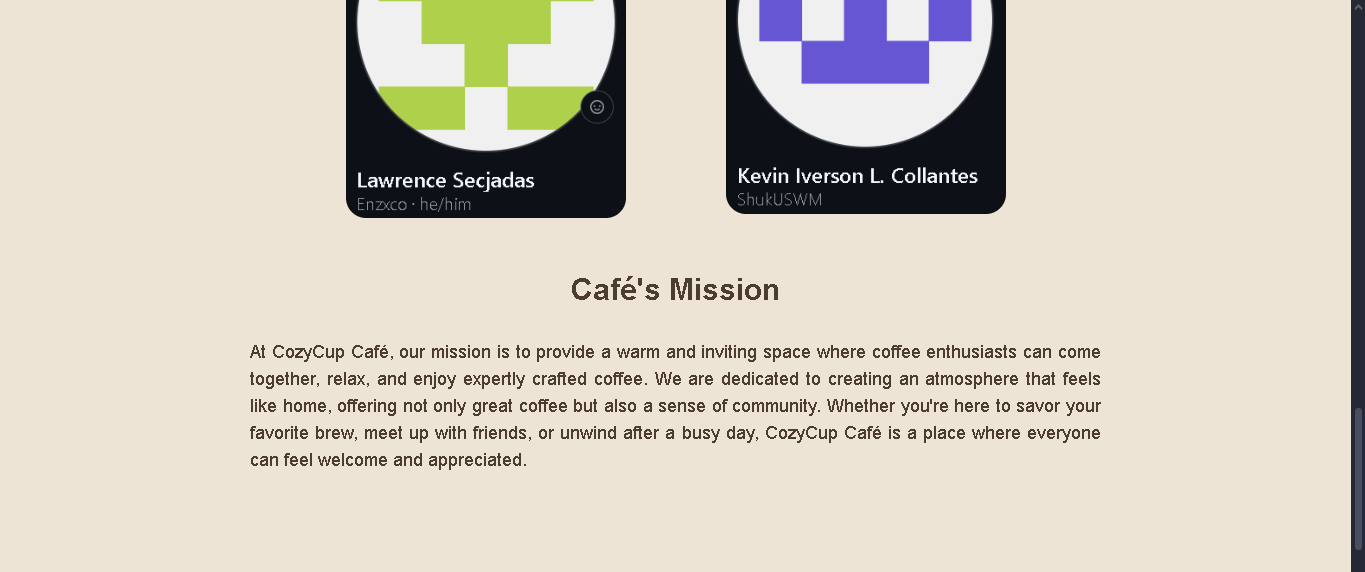 Lawrence Secjadas
Enzxco · he/him
Kevin Iverson L. Collantes
ShukUSWM
Café's Mission
At CozyCup Café, our mission is to provide a warm and inviting space where coffee enthusiasts can come
together, relax, and enjoy expertly crafted coffee. We are dedicated to creating an atmosphere that feels
like home, offering not only great coffee but also a sense of community. Whether you're here to savor your
favorite brew, meet up with friends, or unwind after a busy day, CozyCup Café is a place where everyone
can feel welcome and appreciated.